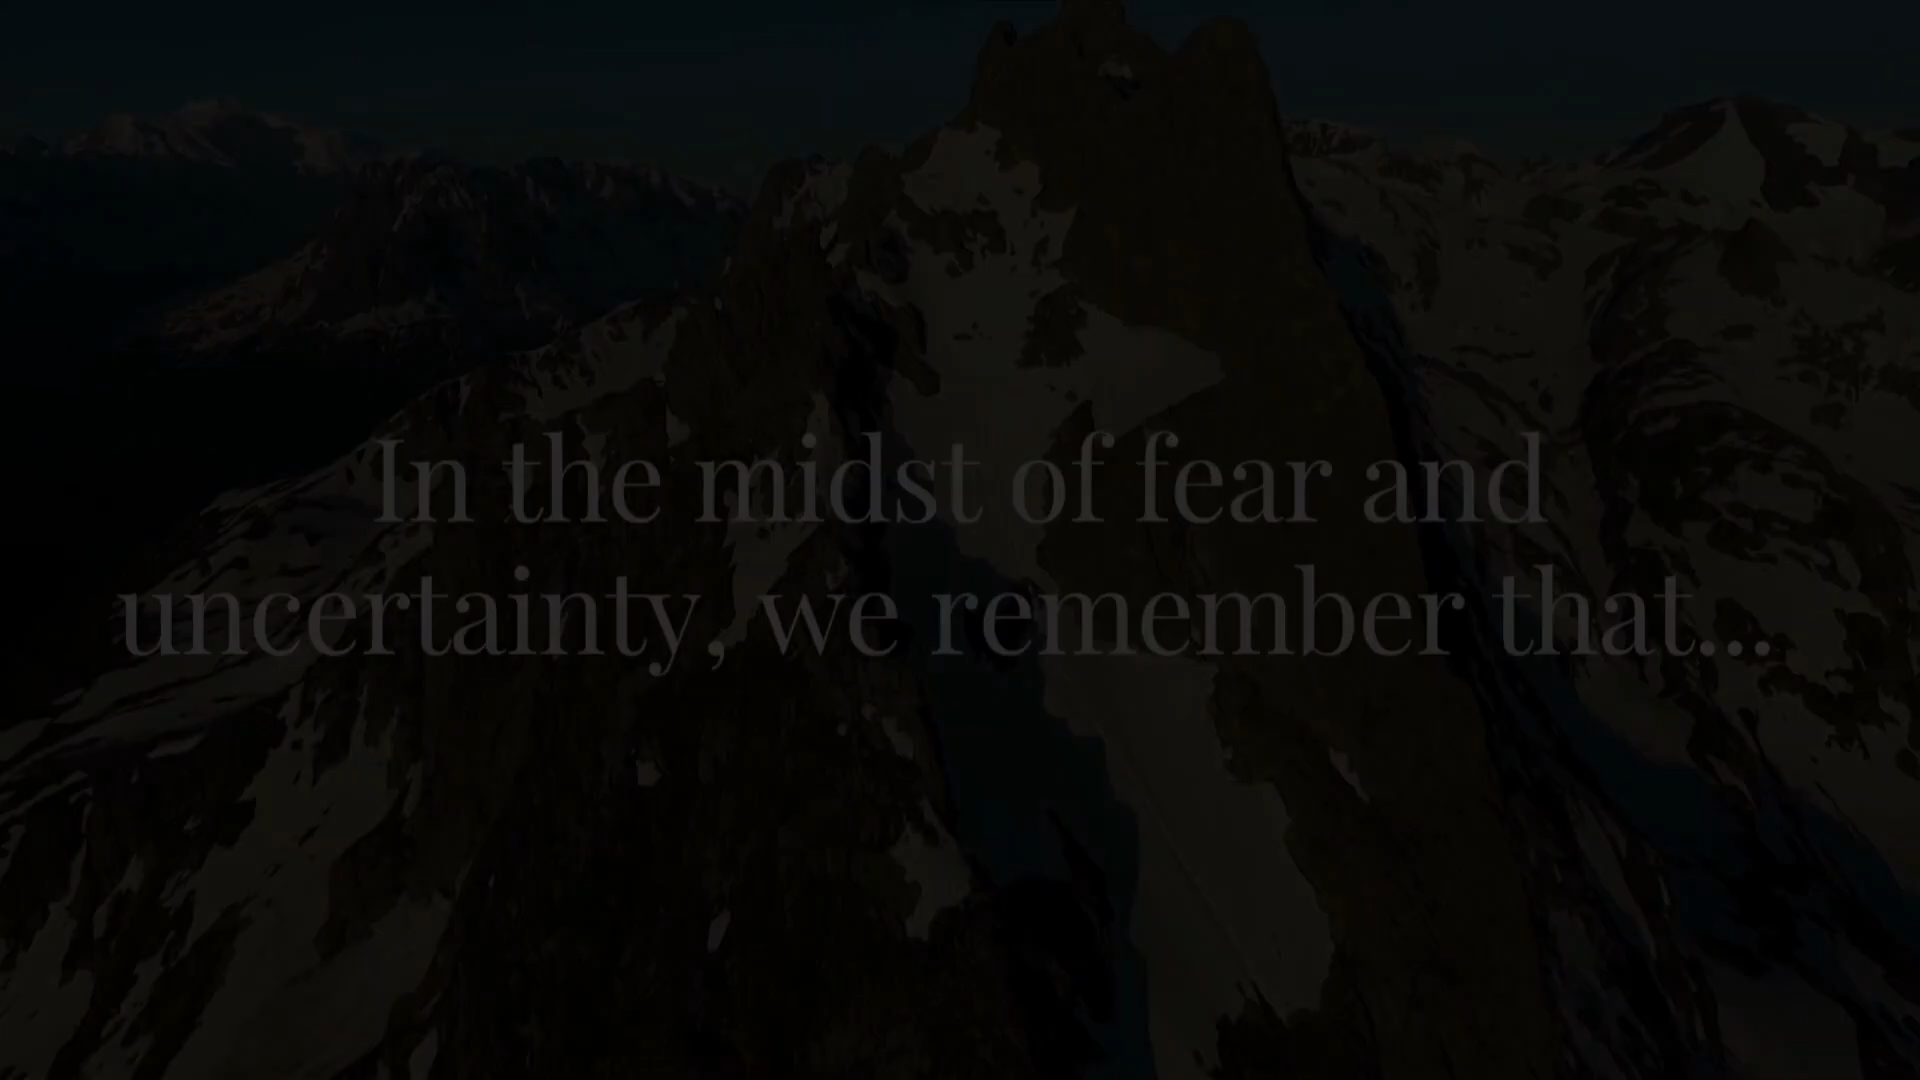 In the midst of fear and
uncertainty, we remember that...